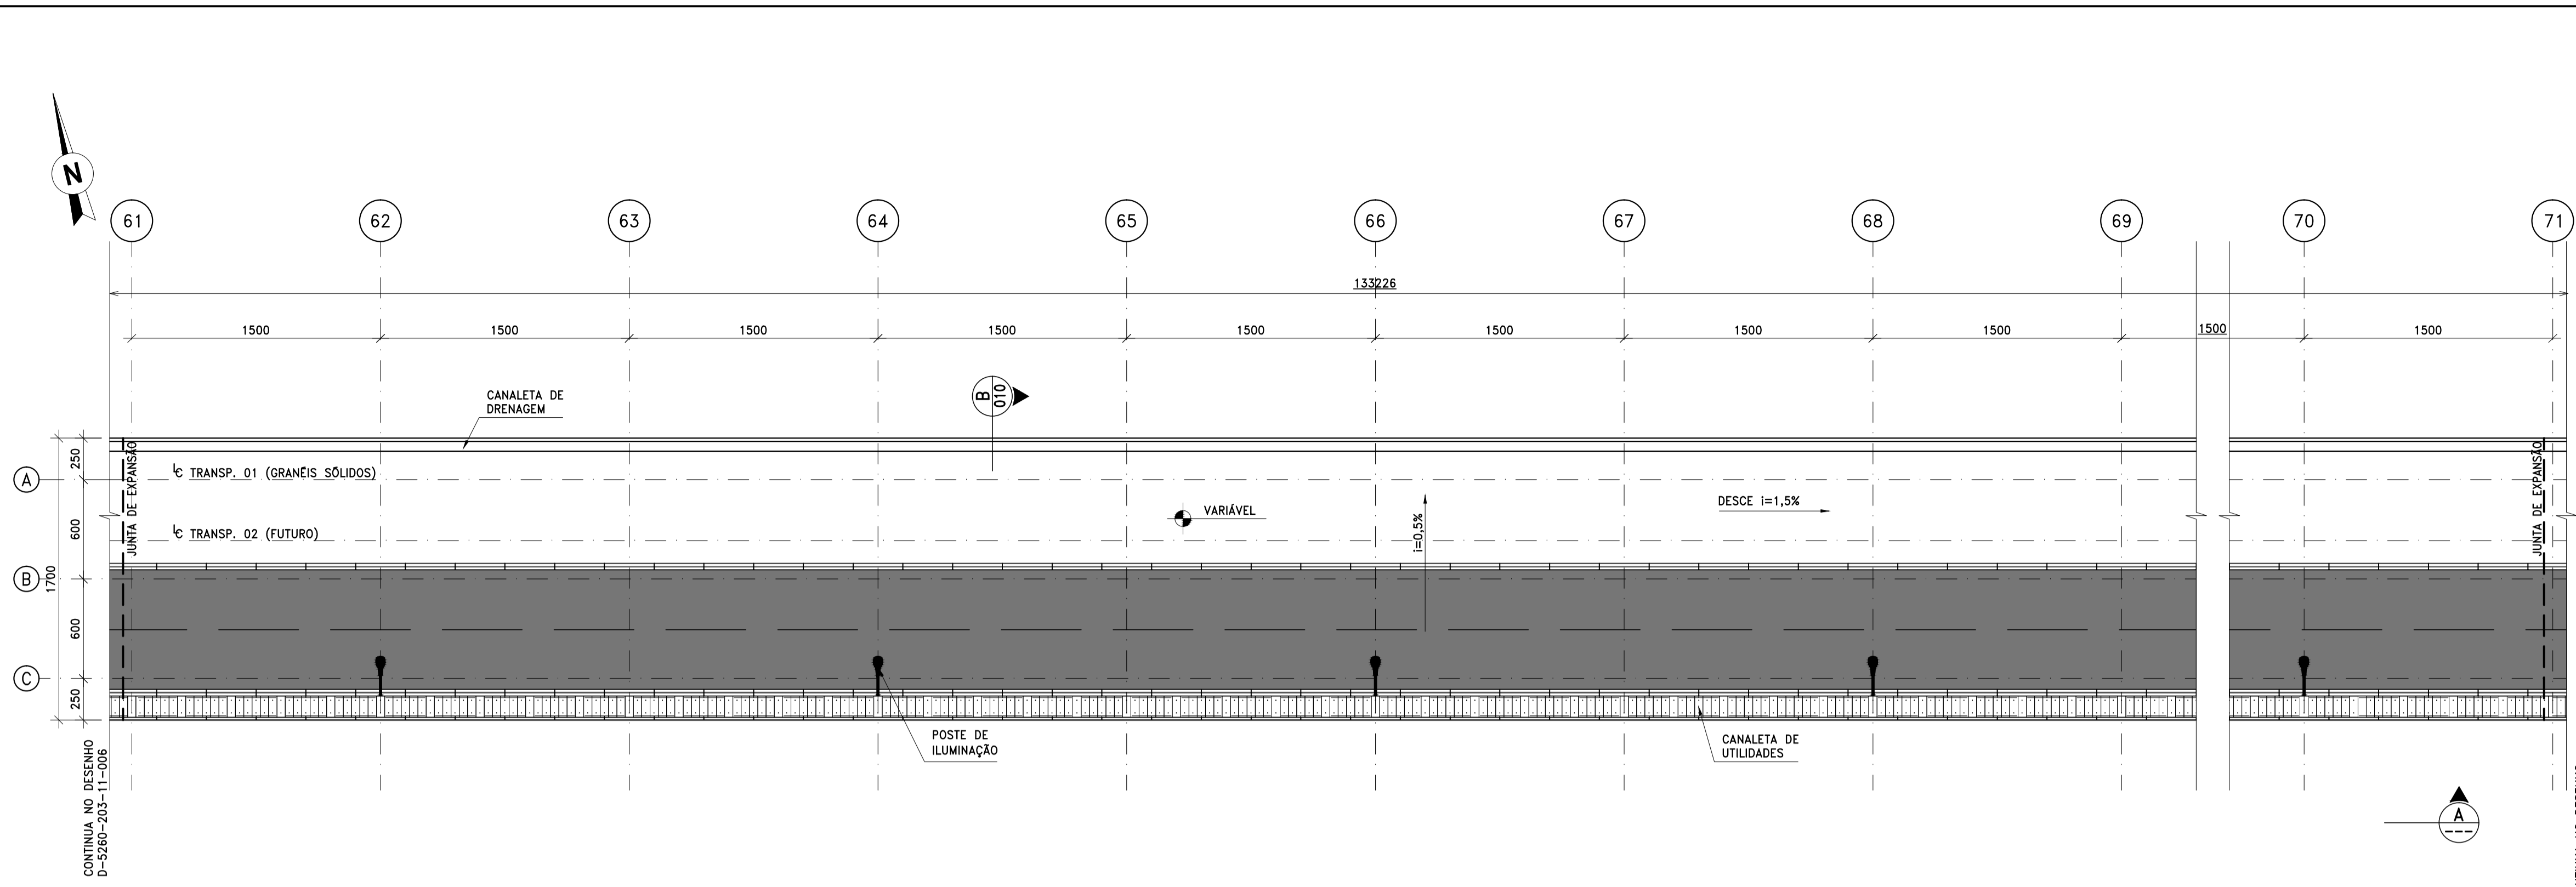 N
61 62 63 64 65 66 67 68 69 70 71
133226
1500 1500 1500 1500 1500 1500 1500 1500 1500 1500
CANALETA DE
DRENAGEM
B
010
JUNTA DE EXPANSÃO
JUNTA DE EXPANSÃO
250
A
℄ TRANSP. 01 (GRANÉIS SÓLIDOS)
600
VARIÁVEL
DESCE i=1,5%
i=0,5%
℄ TRANSP. 02 (FUTURO)
B
1700
600
C
250
POSTE DE
ILUMINAÇÃO
CANALETA DE
UTILIDADES
CONTINUA NO DESENHO
D-5260-203-11-006
A
---